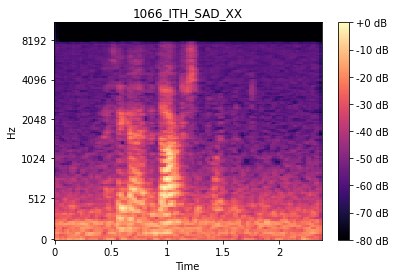 1066_ITH_SAD_XX
+0 dB
8192
-10 dB
4096
-20 dB
-30 dB
2048
Hz
-40 dB
1024
-50 dB
512
-60 dB
-70 dB
0
-80 dB
0 0.5 1 1.5 2
Time